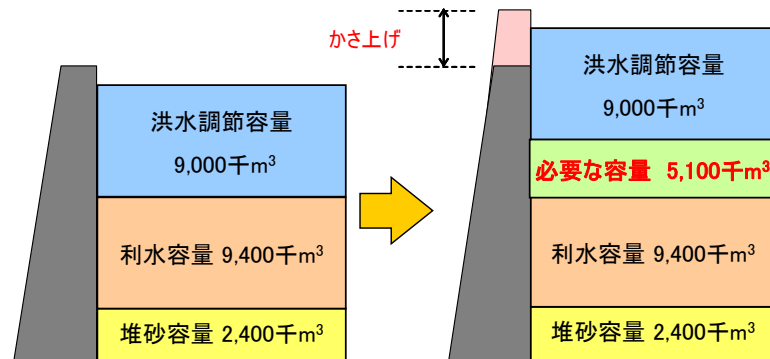 かさ上げ
洪水調節容量
9,000千m³
利水容量 9,400千m³
堆砂容量 2,400千m³
洪水調節容量
9,000千m³
必要な容量 5,100千m³
利水容量 9,400千m³
堆砂容量 2,400千m³